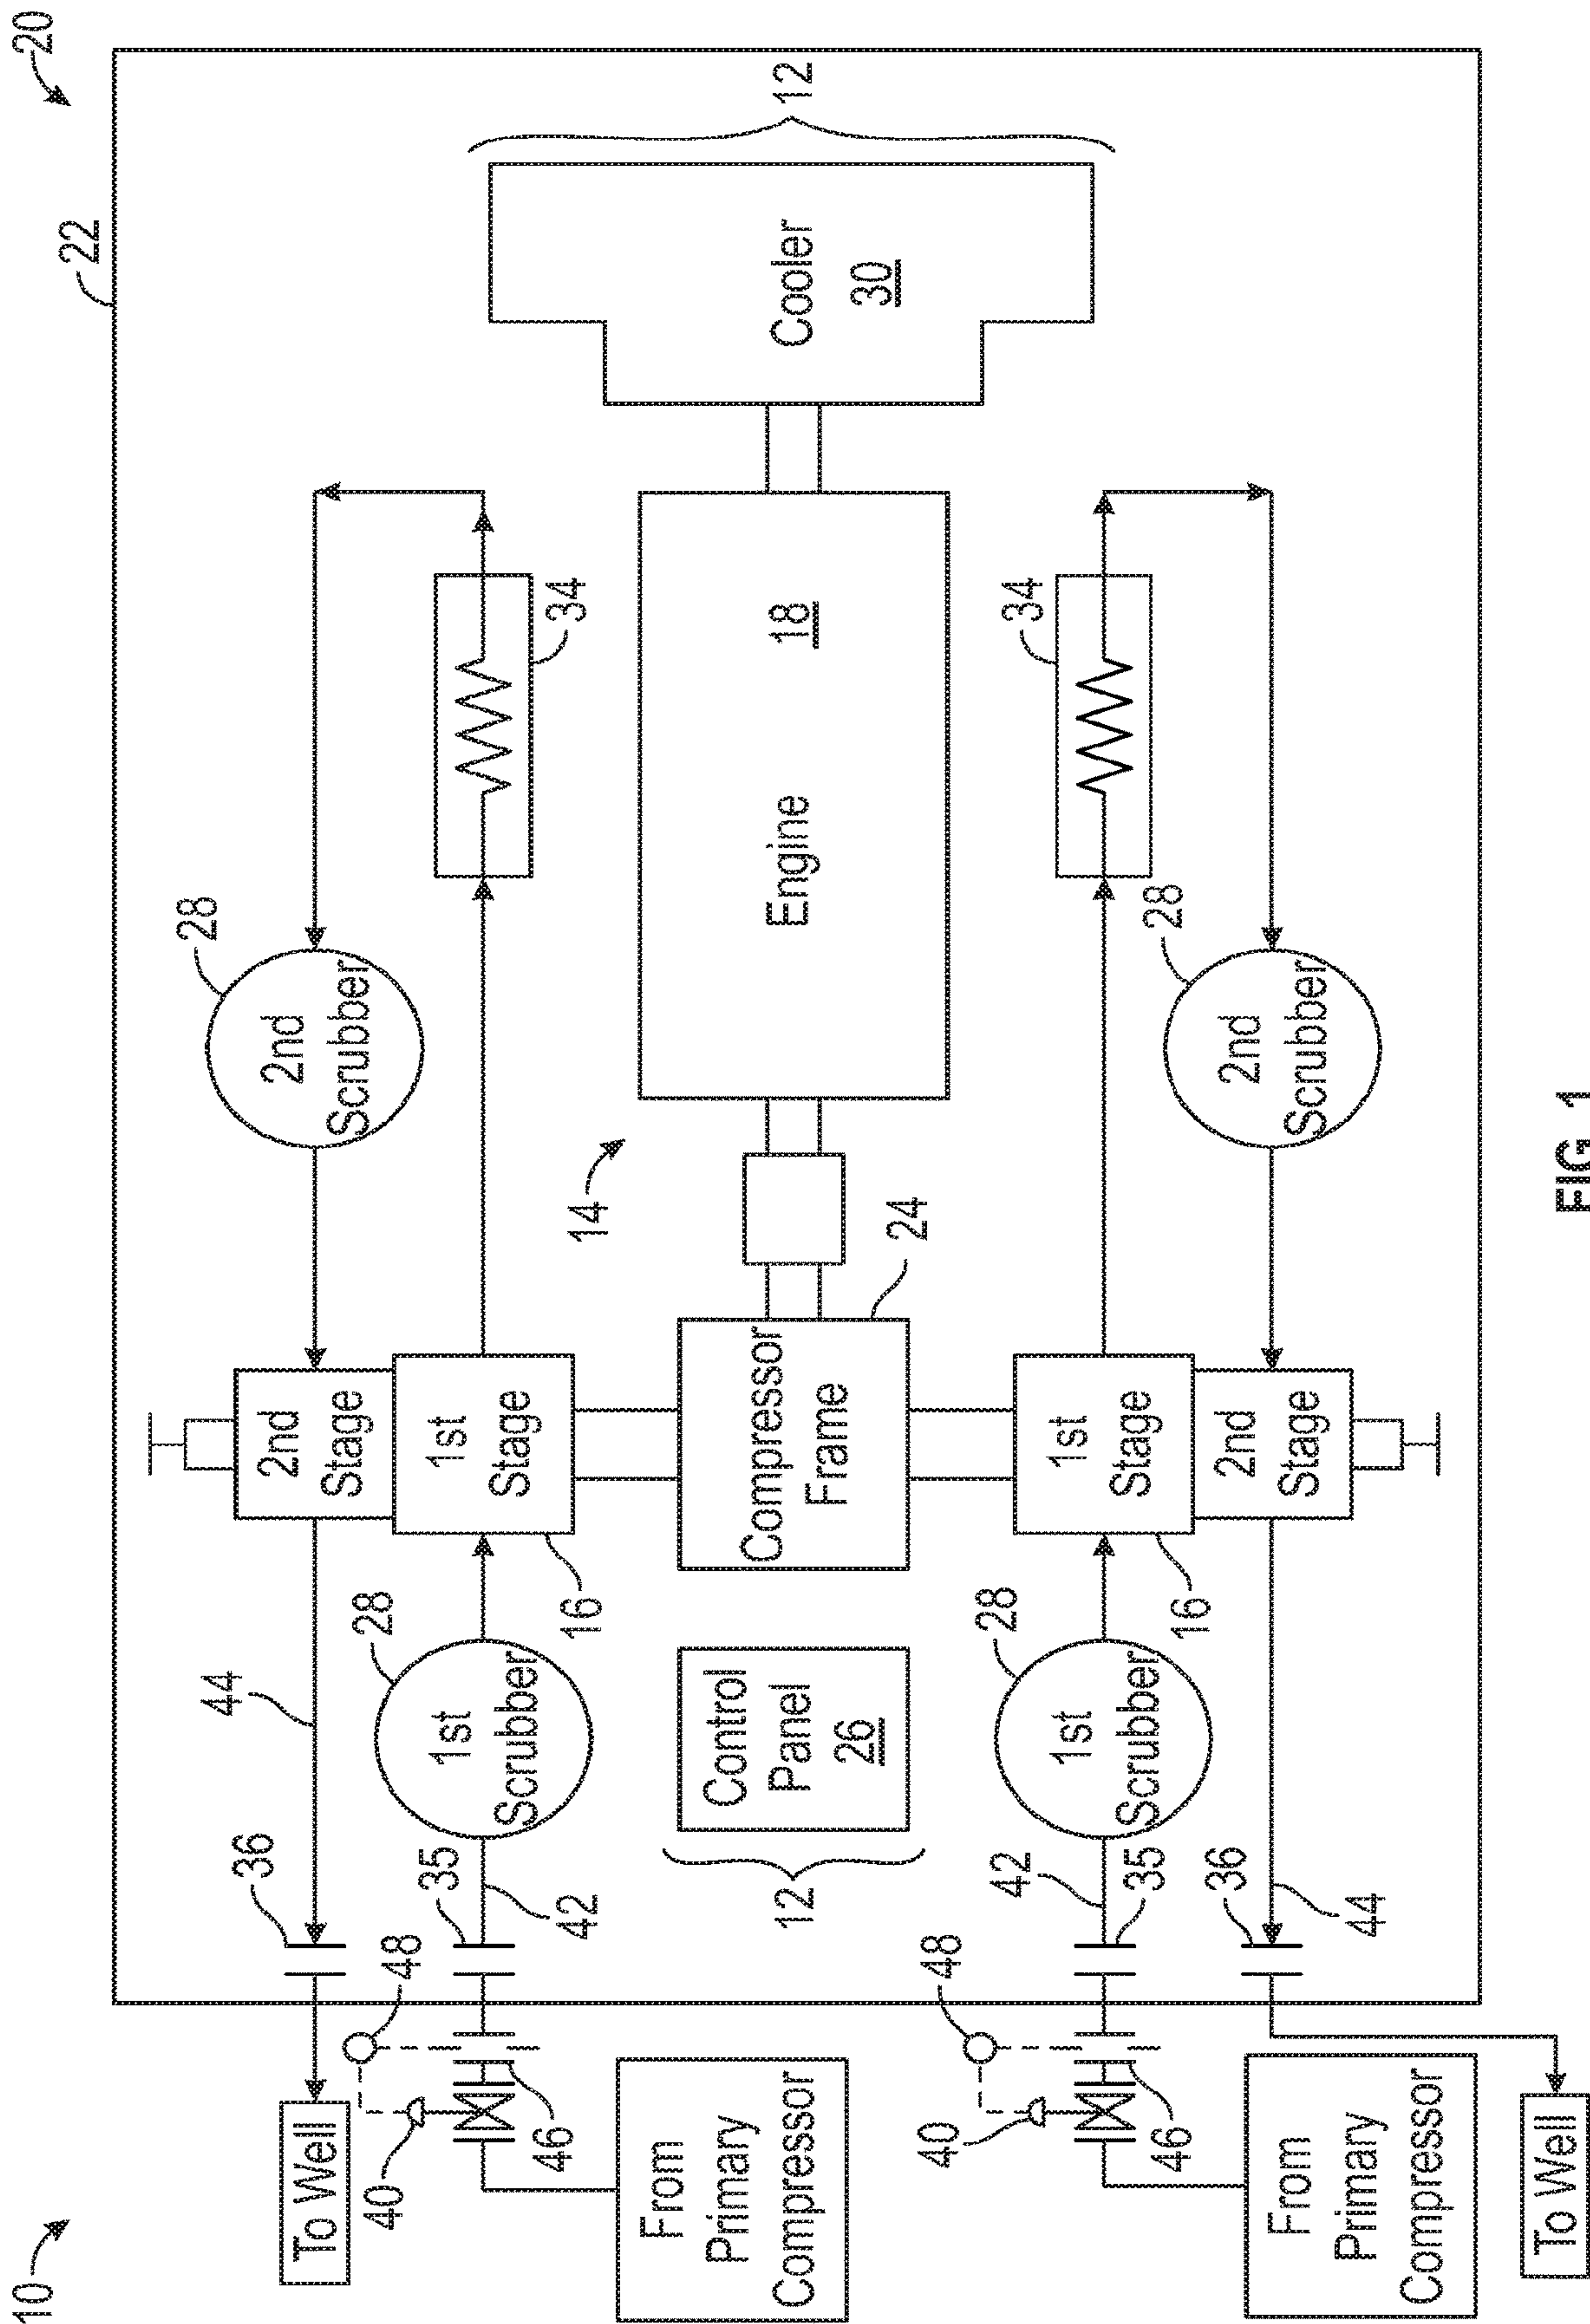 20
22
12
Cooler
30
34
34
18
Engine
28
2nd
Scrubber
28
2nd
Scrubber
14
24
2nd
Stage
1st
Stage
Compressor
Frame
1st
Stage
2nd
Stage
16
16
44
28
1st
Scrubber
Control
Panel
26
28
1st
Scrubber
36
35
42
12
42
35
36
44
48
48
To Well
40
46
From
Primary
Compressor
40
46
From
Primary
Compressor
To Well
10
FIG. 1